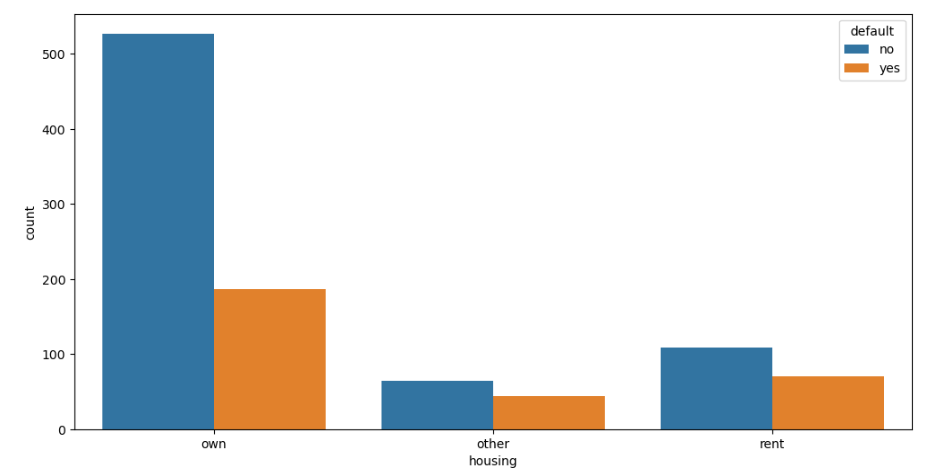 default
no
yes
500
400
300
200
100
0
count
own other rent
housing